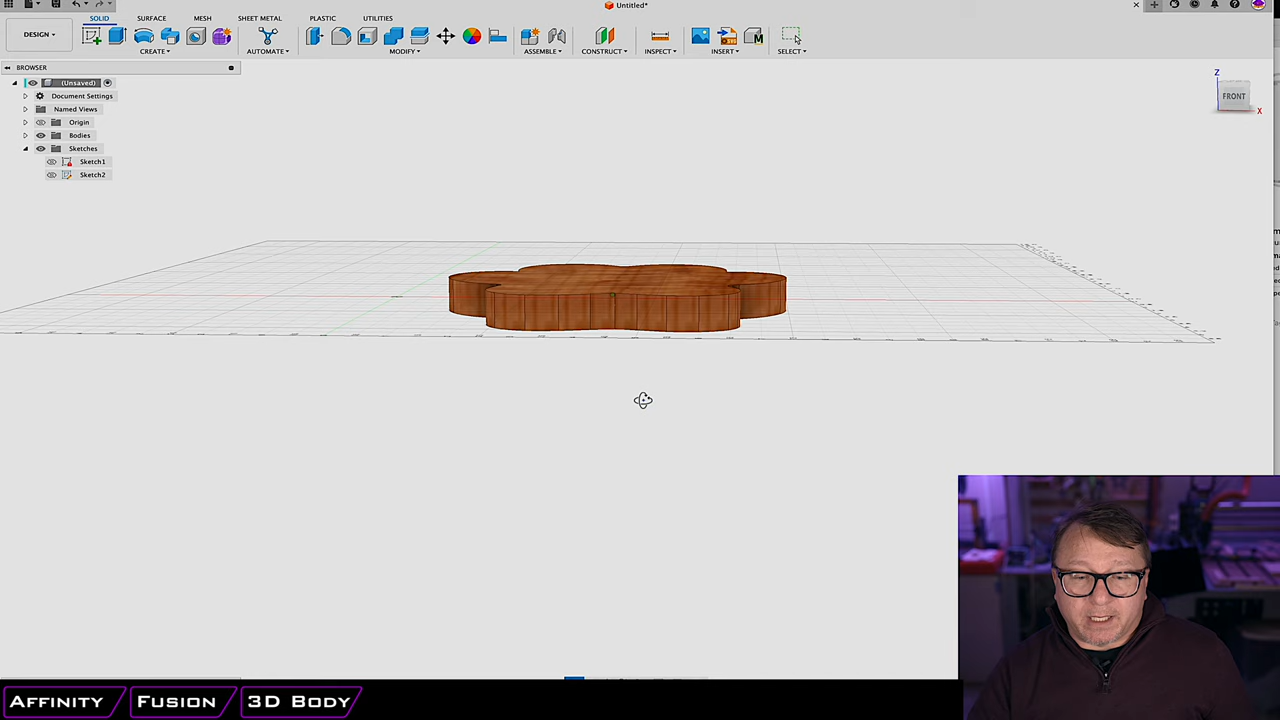 Untitled*
DESIGN
SOLID
SURFACE
MESH
SHEET METAL
PLASTIC
UTILITIES
CREATE
AUTOMATE
MODIFY
ASSEMBLE
CONSTRUCT
INSPECT
INSERT
SELECT
BROWSER
(Unsaved)
Document Settings
Named Views
Origin
Bodies
Sketches
Sketch1
Sketch2
Z
FRONT
X
AFFINITY
FUSION
3D BODY